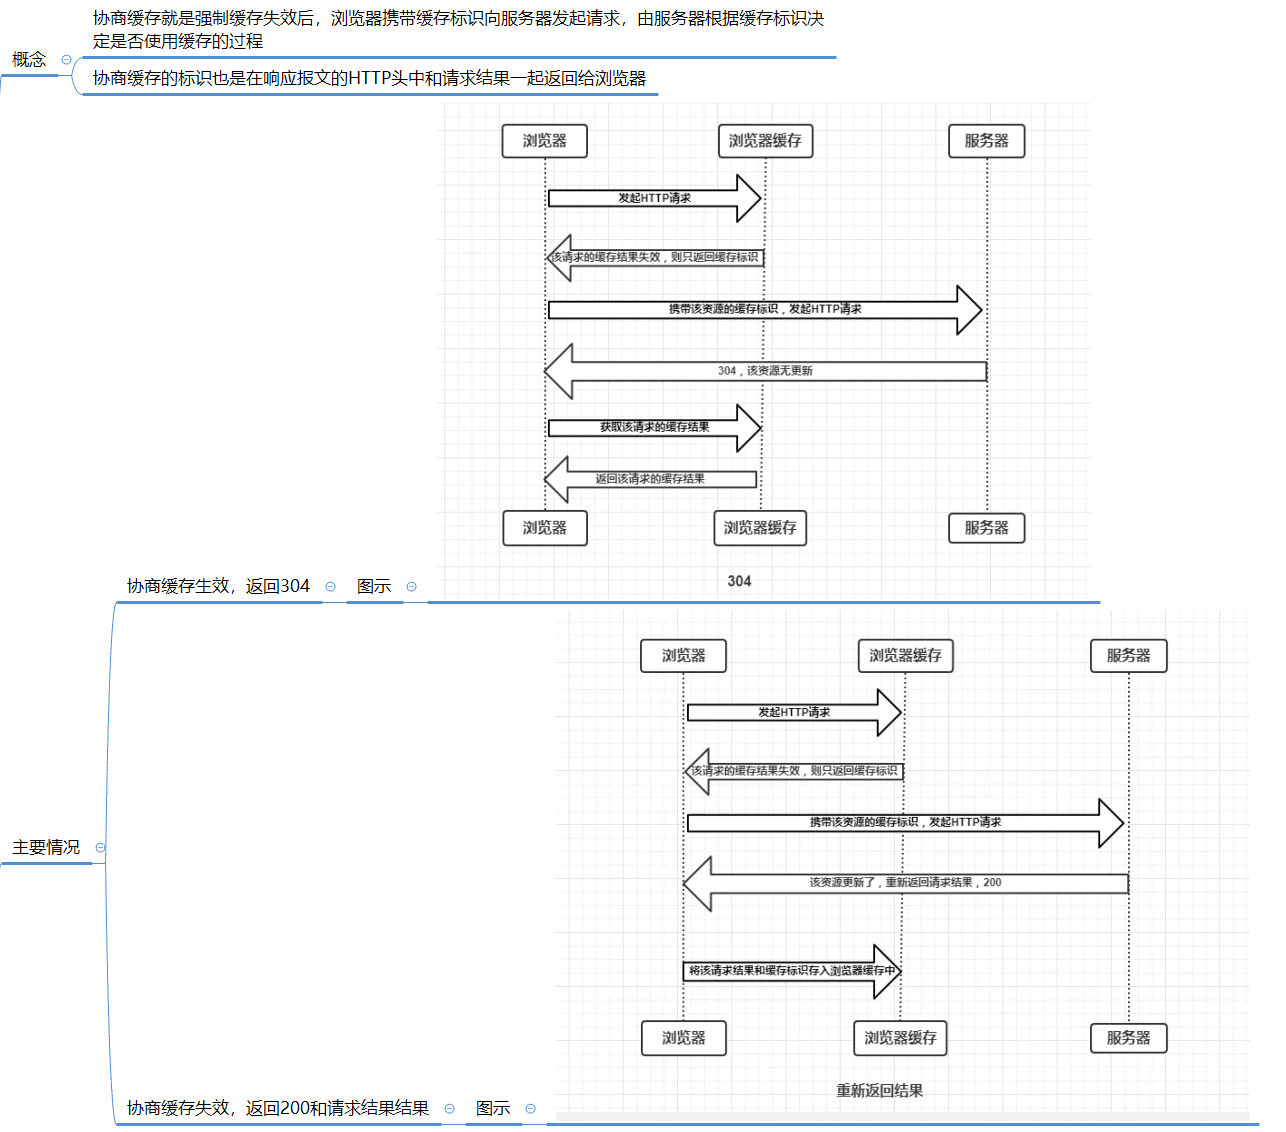 协商缓存就是强制缓存失效后，浏览器携带缓存标识向服务器发起请求，由服务器根据缓存标识决
定是否使用缓存的过程
概念
协商缓存的标识也是在响应报文的HTTP头中和请求结果一起返回给浏览器
浏览器
浏览器缓存
服务器
发起HTTP请求
该请求的缓存结果失效，则只返回缓存标识
携带该资源的缓存标识，发起HTTP请求
304，该资源无更新
获取该请求的缓存结果
返回该请求的缓存结果
浏览器
浏览器缓存
服务器
304
协商缓存生效，返回304
图示
浏览器
浏览器缓存
服务器
发起HTTP请求
该请求的缓存结果失效，则只返回缓存标识
携带该资源的缓存标识，发起HTTP请求
主要情况
该资源更新了，重新返回请求结果，200
将该请求结果和缓存标识存入浏览器缓存中
浏览器
浏览器缓存
服务器
重新返回结果
协商缓存失效，返回200和请求结果结果
图示